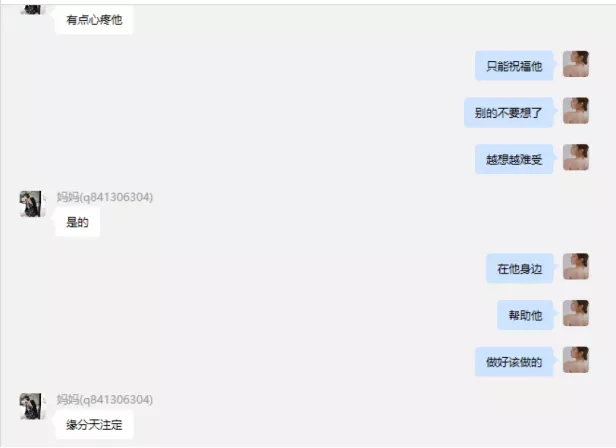 有点心疼他
只能祝福他
别的不要想了
越想越难受
妈妈(q841306304)
是的
在他身边
帮助他
做好该做的
妈妈(q841306304)
缘分天注定